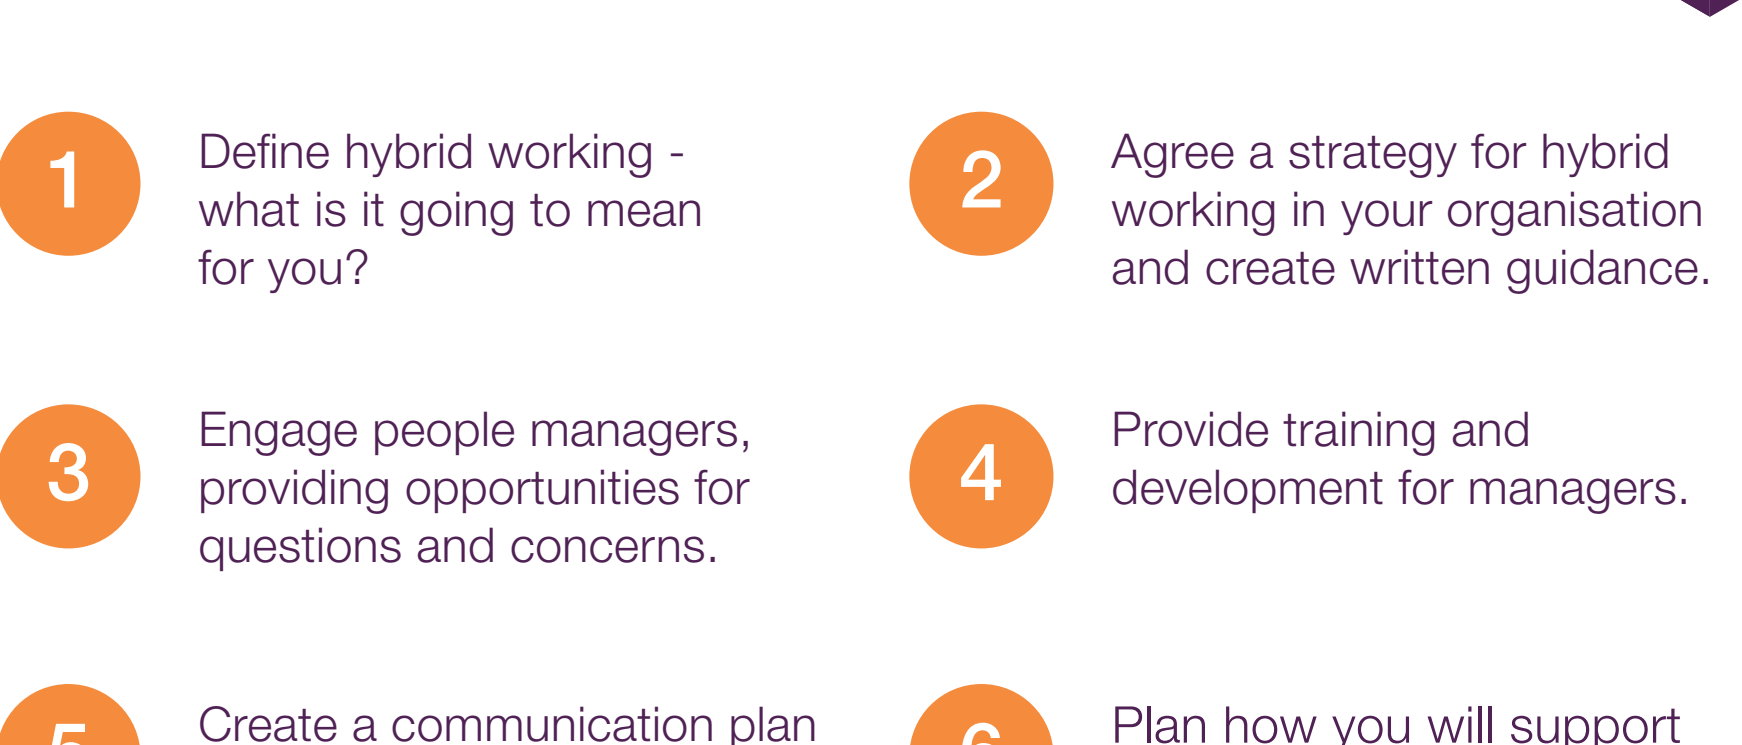 1
Define hybrid working -
what is it going to mean
for you?
2
Agree a strategy for hybrid
working in your organisation
and create written guidance.
3
Engage people managers,
providing opportunities for
questions and concerns.
4
Provide training and
development for managers.
5
Create a communication plan
6
Plan how you will support